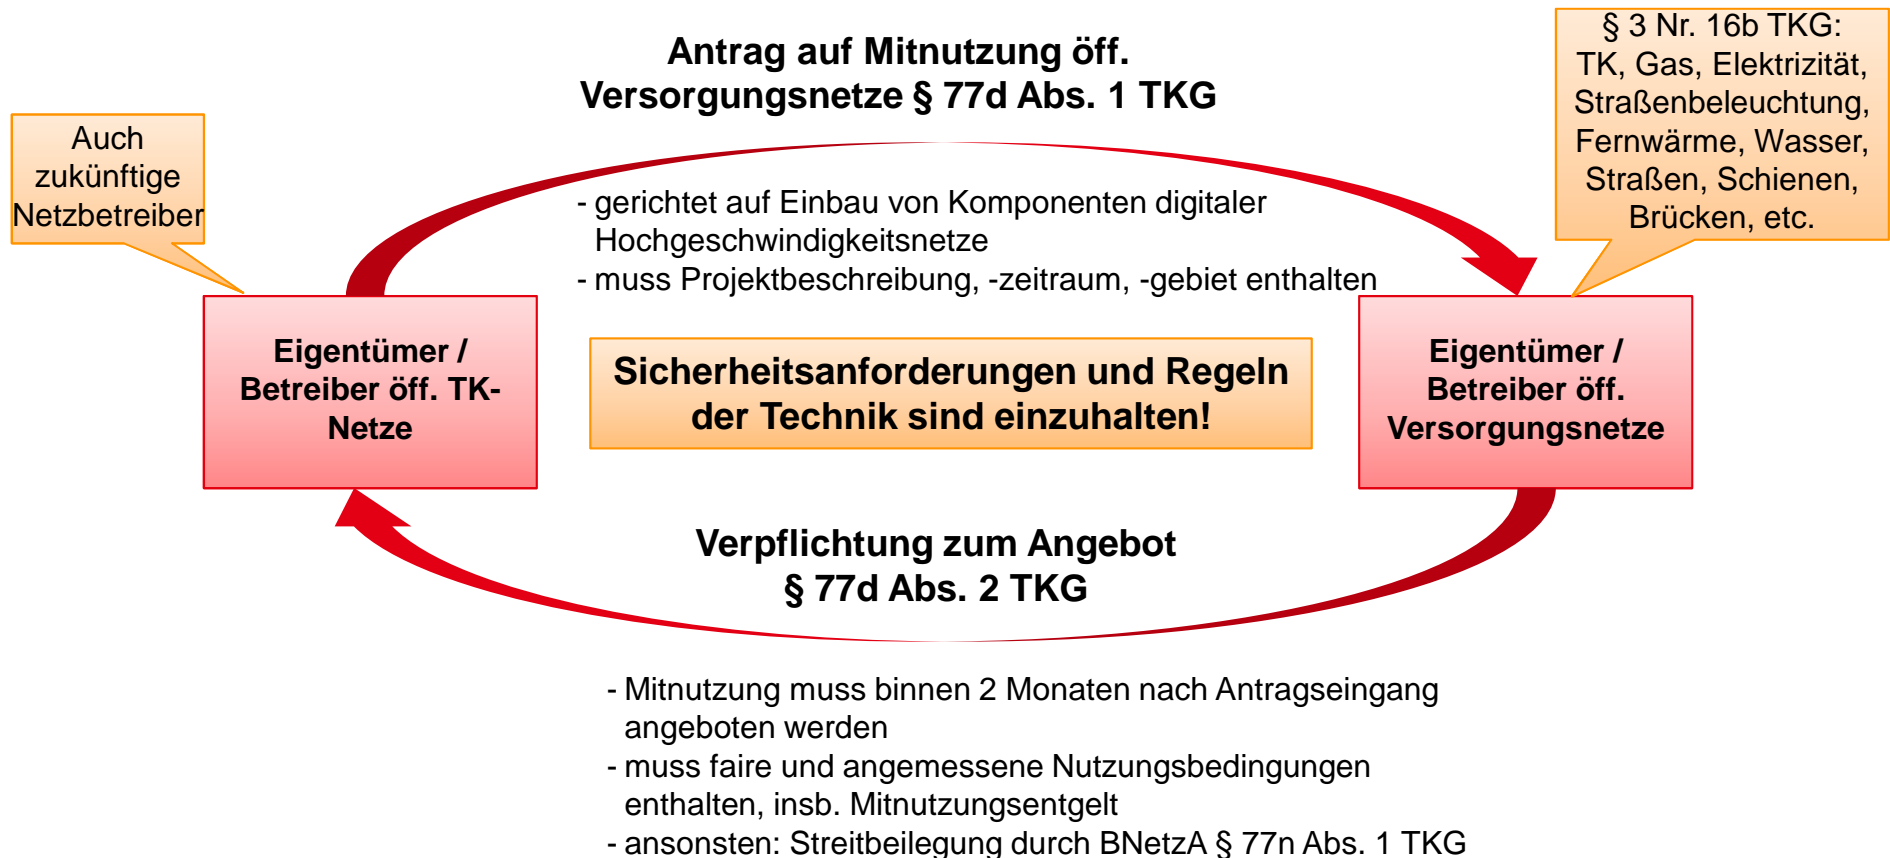 Antrag auf Mitnutzung öff.
Versorgungsnetze § 77d Abs. 1 TKG
§ 3 Nr. 16b TKG:
TK, Gas, Elektrizität,
Straßenbeleuchtung,
Fernwärme, Wasser,
Straßen, Schienen,
Brücken, etc.
Auch
zukünftige
Netzbetreiber
- gerichtet auf Einbau von Komponenten digitaler
Hochgeschwindigkeitsnetze
- muss Projektbeschreibung, -zeitraum, -gebiet enthalten
Eigentümer /
Betreiber öff. TK-
Netze
Sicherheitsanforderungen und Regeln
der Technik sind einzuhalten!
Eigentümer /
Betreiber öff.
Versorgungsnetze
Verpflichtung zum Angebot
§ 77d Abs. 2 TKG
- Mitnutzung muss binnen 2 Monaten nach Antragseingang
angeboten werden
- muss faire und angemessene Nutzungsbedingungen
enthalten, insb. Mitnutzungsentgelt
- ansonsten: Streitbeilegung durch BNetzA § 77n Abs. 1 TKG